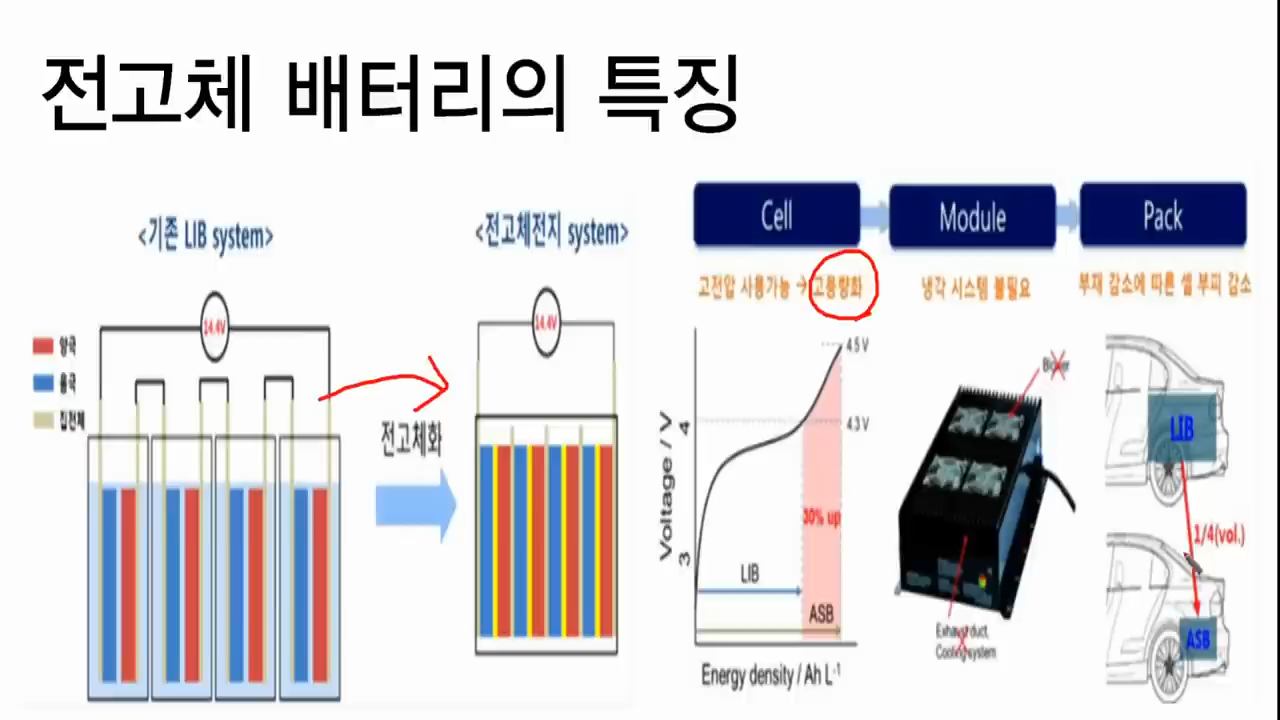 전고체 배터리의 특징
<기존 LIB system>
14.4V
양극
음극
집전체
전고체화
<전고체전지 system>
14.4V
Cell
Module
Pack
고전압 사용가능 → 고용량화
냉각 시스템 불필요
부재 감소에 따른 셀 부피 감소
Voltage / V
4
3
4.5 V
4.3 V
30% up
LIB
ASB
Energy density / Ah L⁻¹
Blower
Exhaust duct,
Cooling system
LIB
1/4(vol.)
ASB